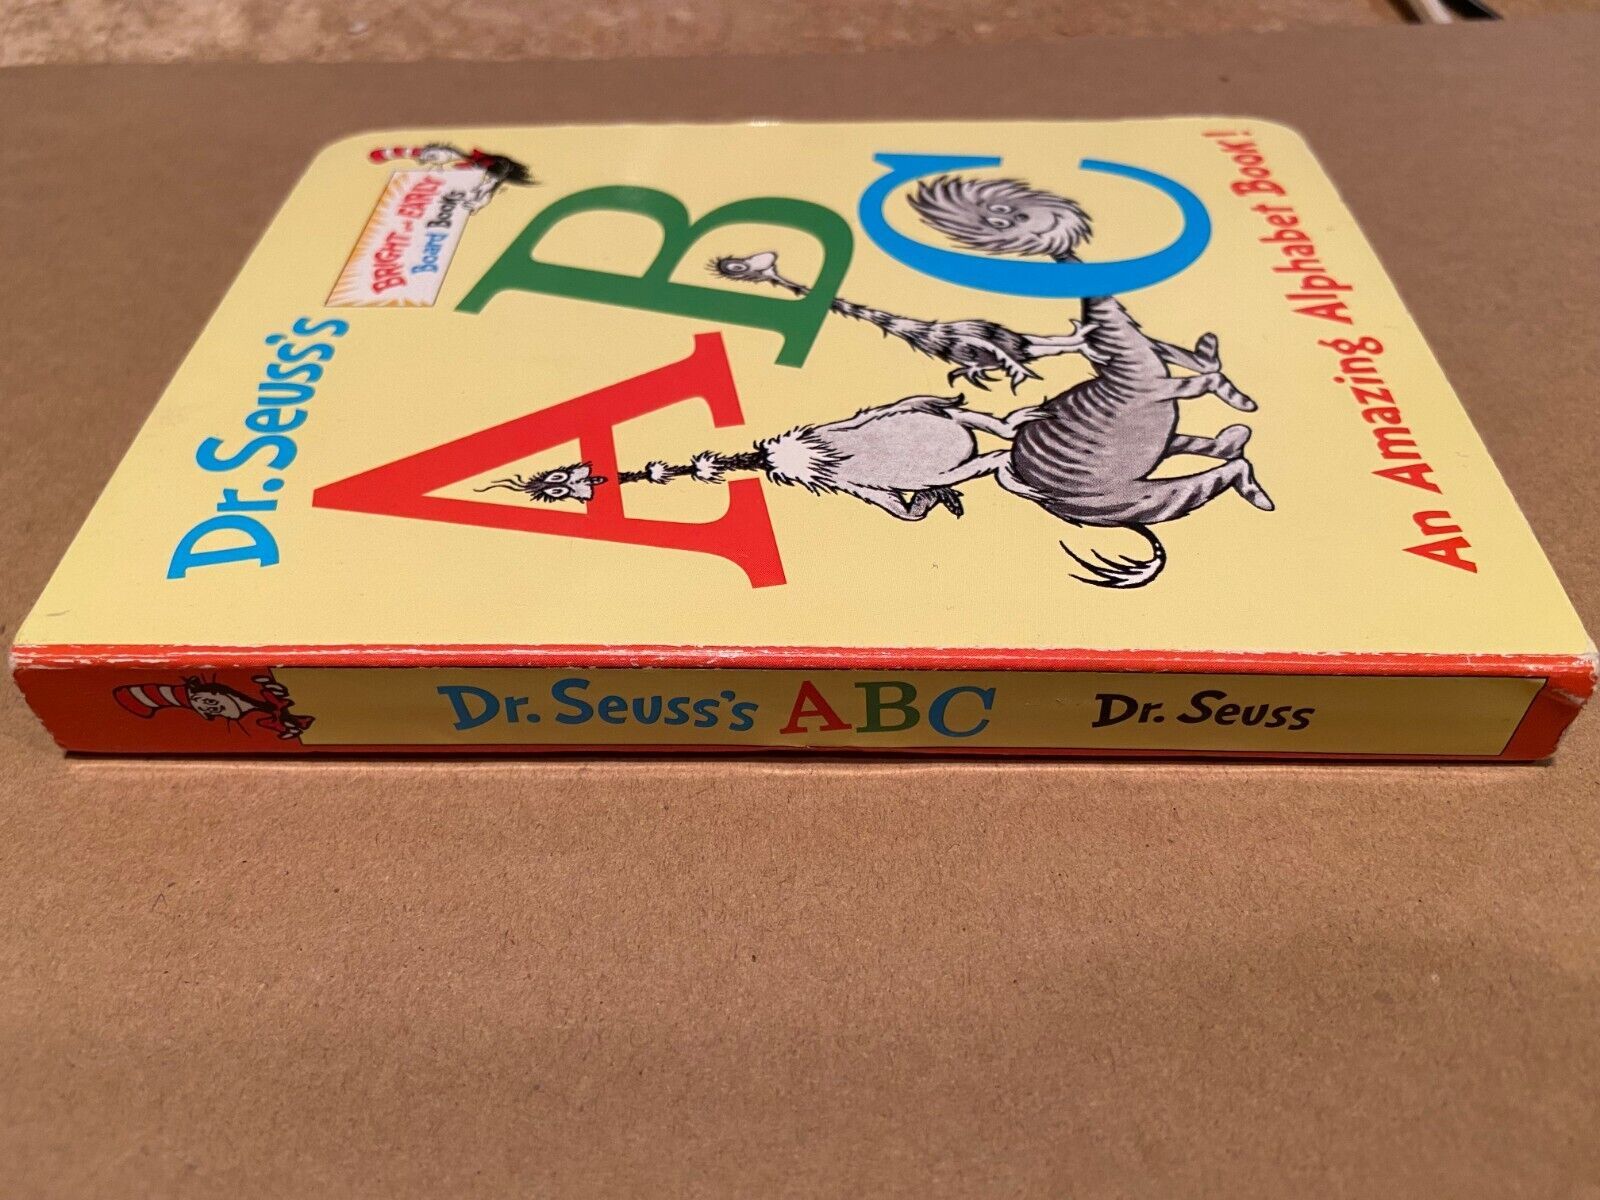 BRIGHT and EARLY
Board Books
Dr. Seuss's
ABC
An Amazing Alphabet Book!
Dr. Seuss's ABC Dr. Seuss